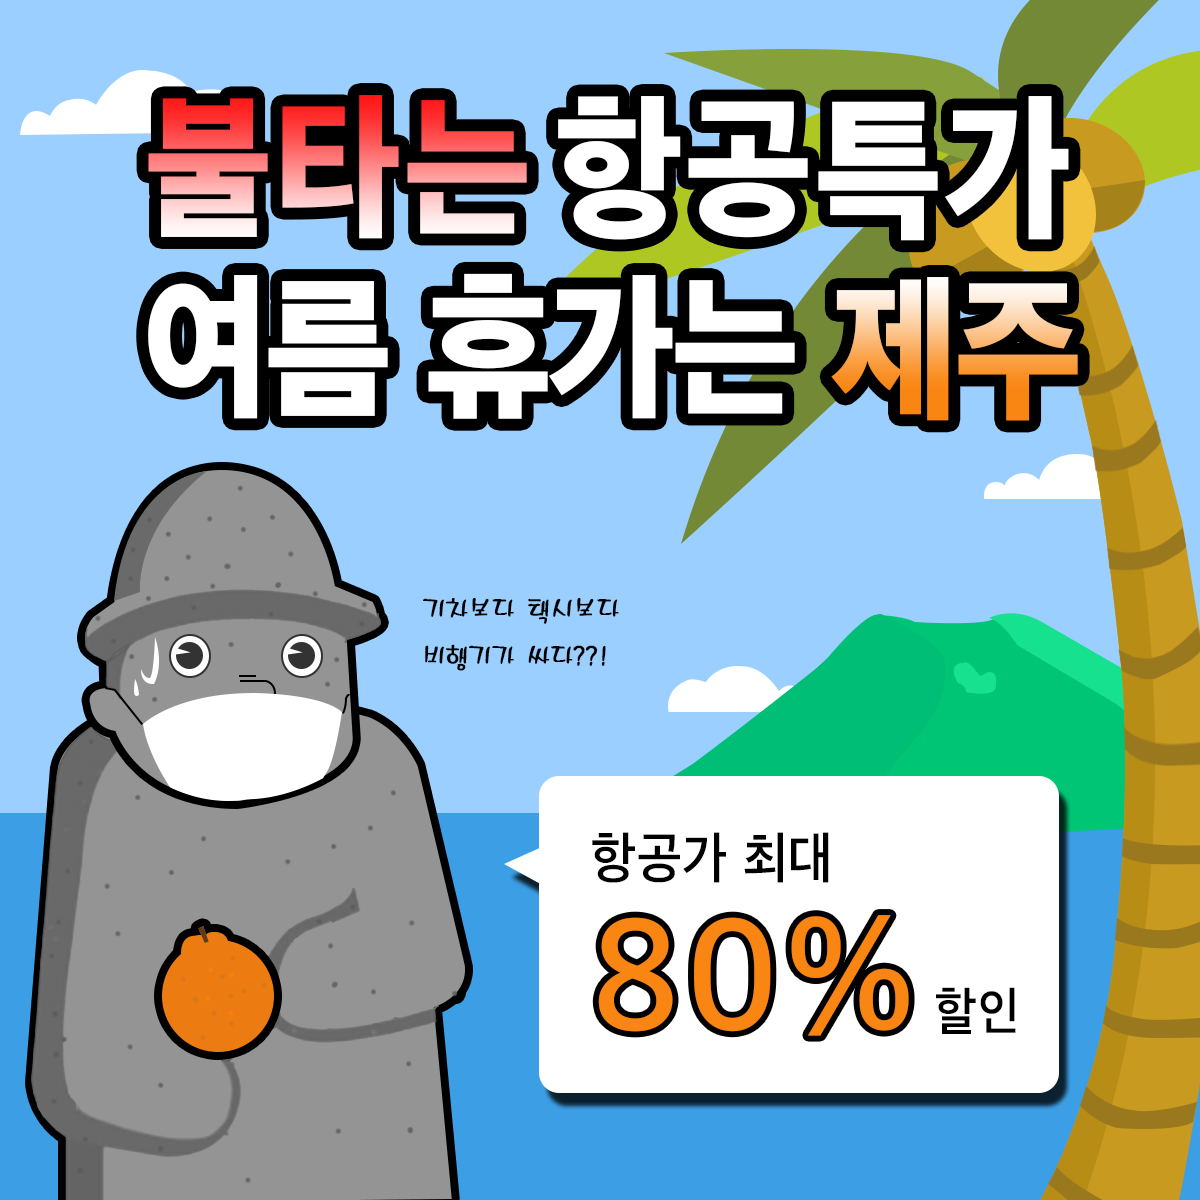 불타는 항공특가
여름 휴가는 제주
기차보다 택시보다
비행기가 싸다??!
항공가 최대
80% 할인